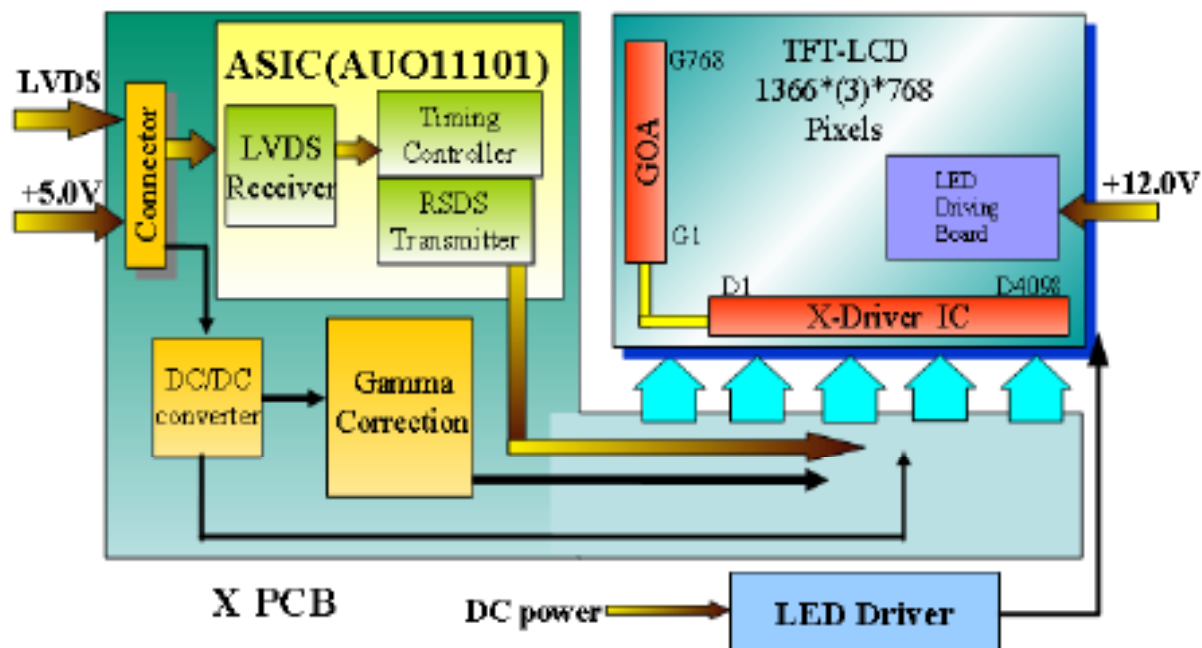 LVDS
+5.0V
Connector
ASIC(AUO11101)
LVDS
Receiver
Timing
Controller
RSDS
Transmitter
DC/DC
converter
Gamma
Correction
X PCB
TFT-LCD
1366*(3)*768
Pixels
G768
GOA
G1
LED
Driving
Board
+12.0V
D1
D4098
X-Driver IC
DC power
LED Driver